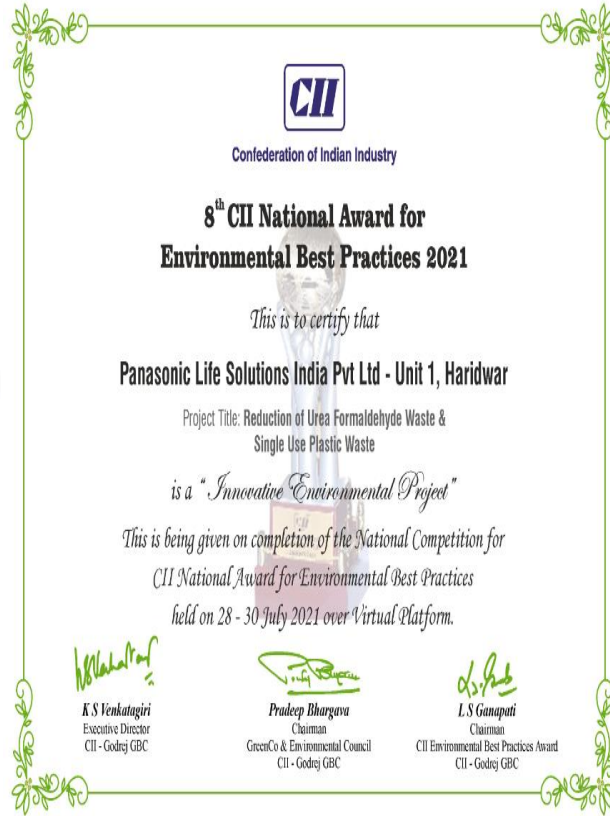 CII
Confederation of Indian Industry
8th CII National Award for
Environmental Best Practices 2021
This is to certify that
Panasonic Life Solutions India Pvt Ltd - Unit 1, Haridwar
Project Title: Reduction of Urea Formaldehyde Waste &
Single Use Plastic Waste
is a “ Innovative Environmental Project”
This is being given on completion of the National Competition for
CII National Award for Environmental Best Practices
held on 28 - 30 July 2021 over Virtual Platform.
K S Venkatagiri
Executive Director
CII - Godrej GBC
Pradeep Bhargava
Chairman
GreenCo & Environmental Council
CII - Godrej GBC
L S Ganapati
Chairman
CII Environmental Best Practices Award
CII - Godrej GBC